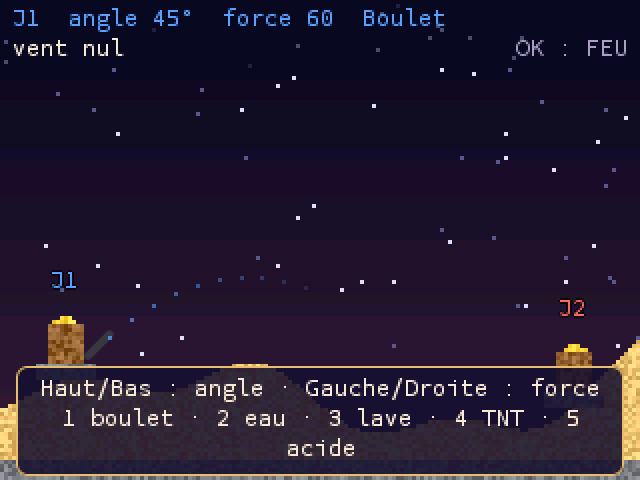 J1  angle 45°  force 60  Boulet
vent nul
OK : FEU
J1
J2
Haut/Bas : angle · Gauche/Droite : force
1 boulet · 2 eau · 3 lave · 4 TNT · 5
acide